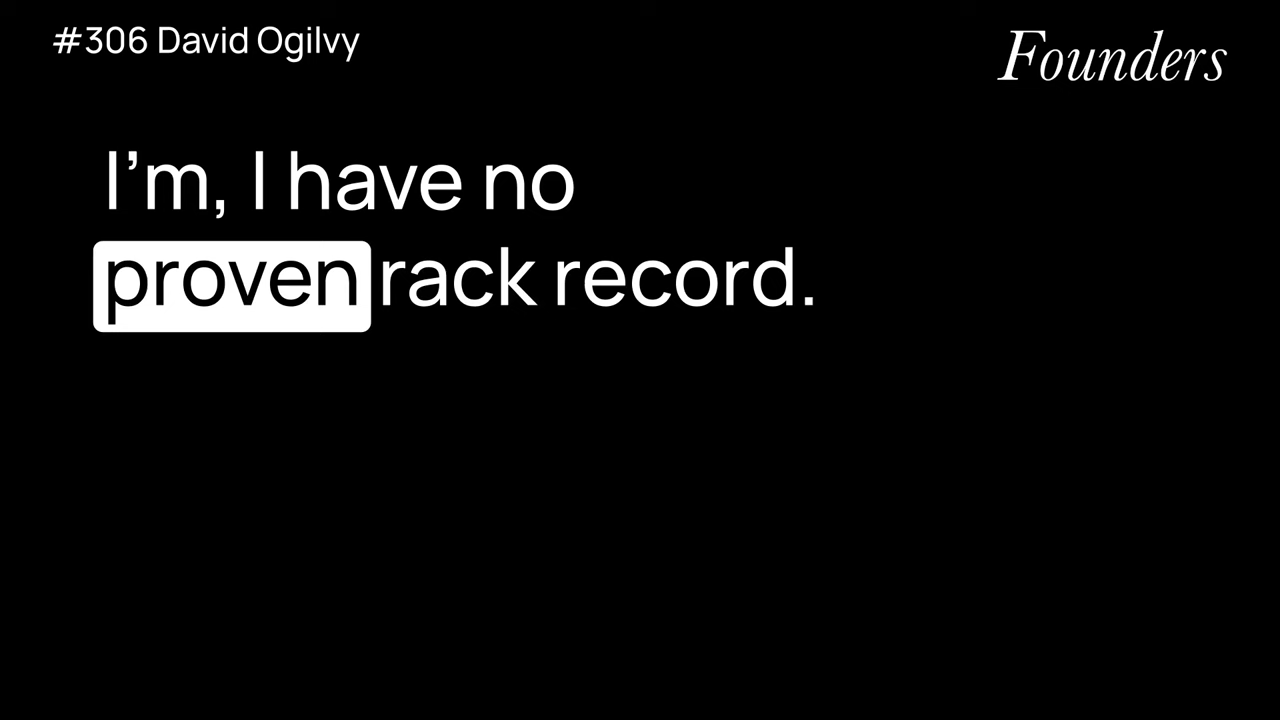 #306 David Ogilvy
Founders
I'm, I have no
proven rack record.